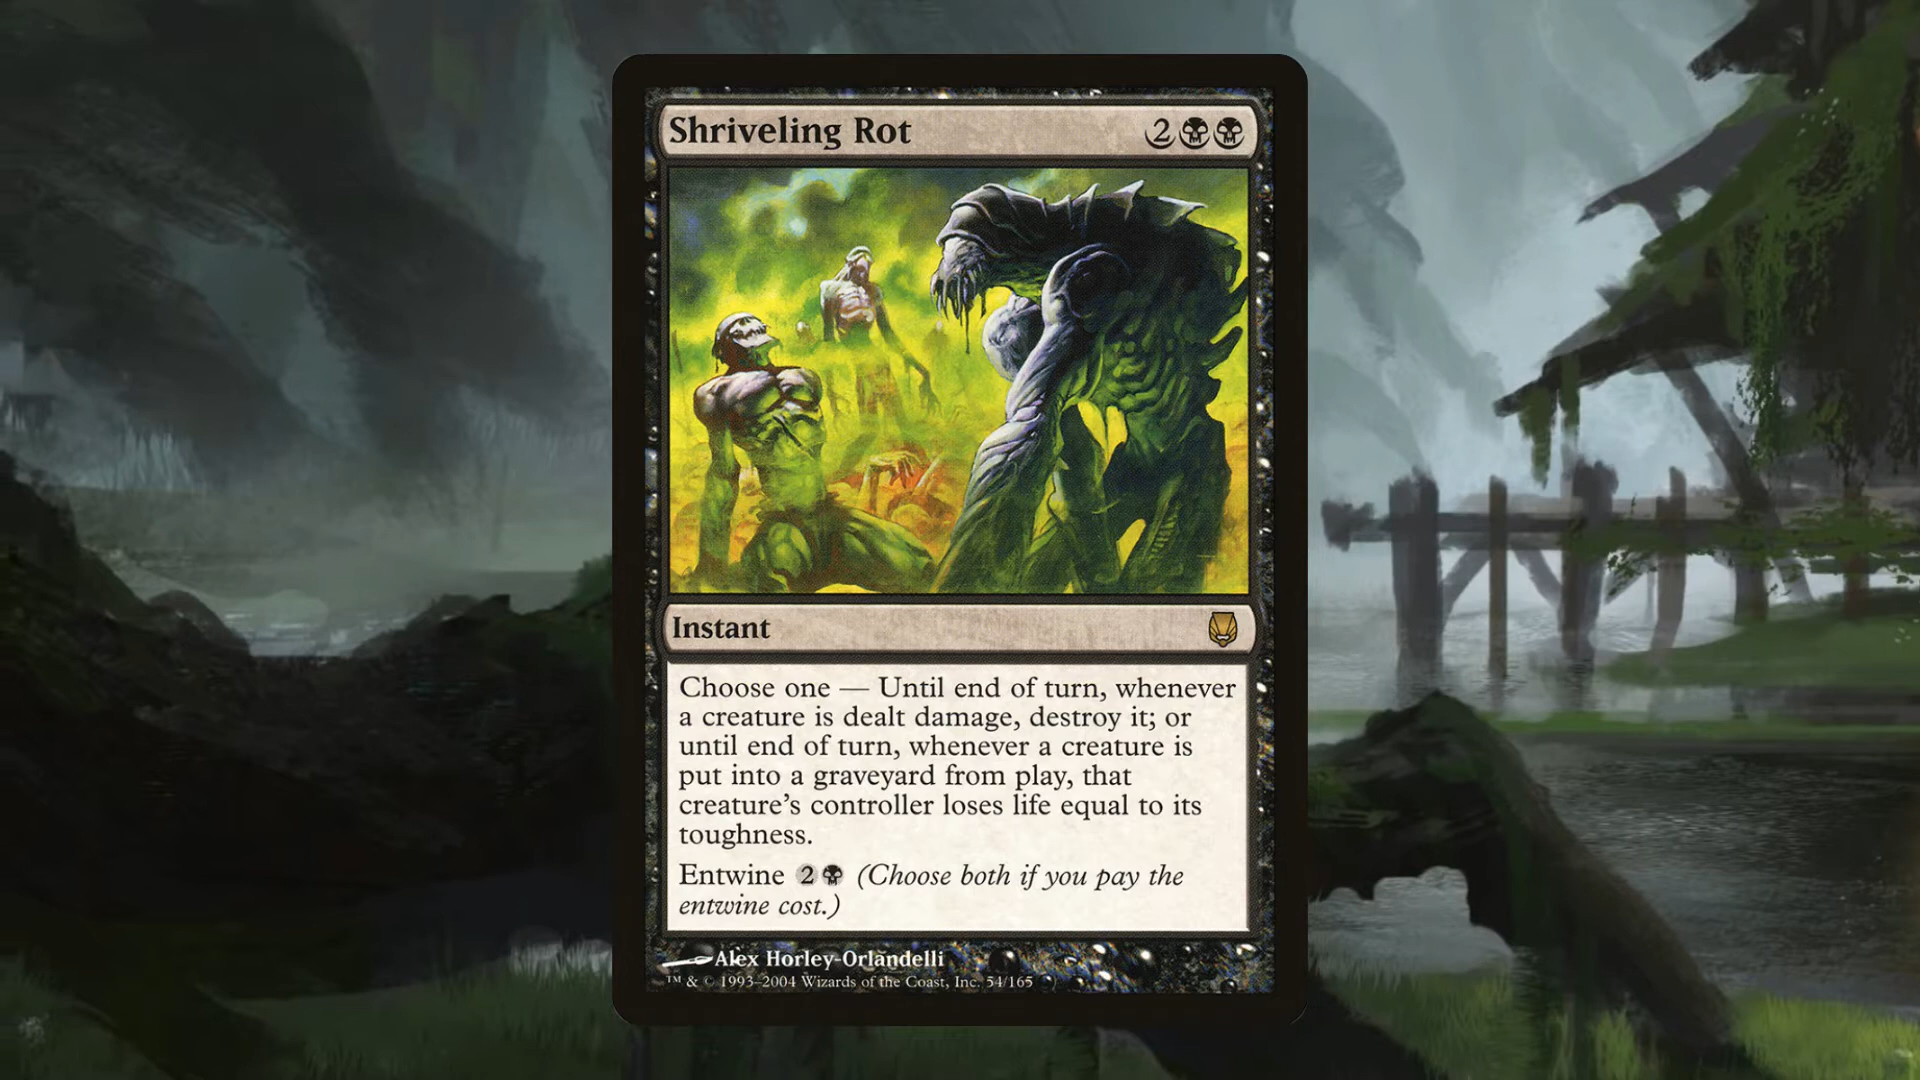 Shriveling Rot 2
Instant
Choose one — Until end of turn, whenever
a creature is dealt damage, destroy it; or
until end of turn, whenever a creature is
put into a graveyard from play, that
creature's controller loses life equal to its
toughness.
Entwine 2 (Choose both if you pay the
entwine cost.)
Alex Horley-Orlandelli
™ & © 1993–2004 Wizards of the Coast, Inc. 54/165